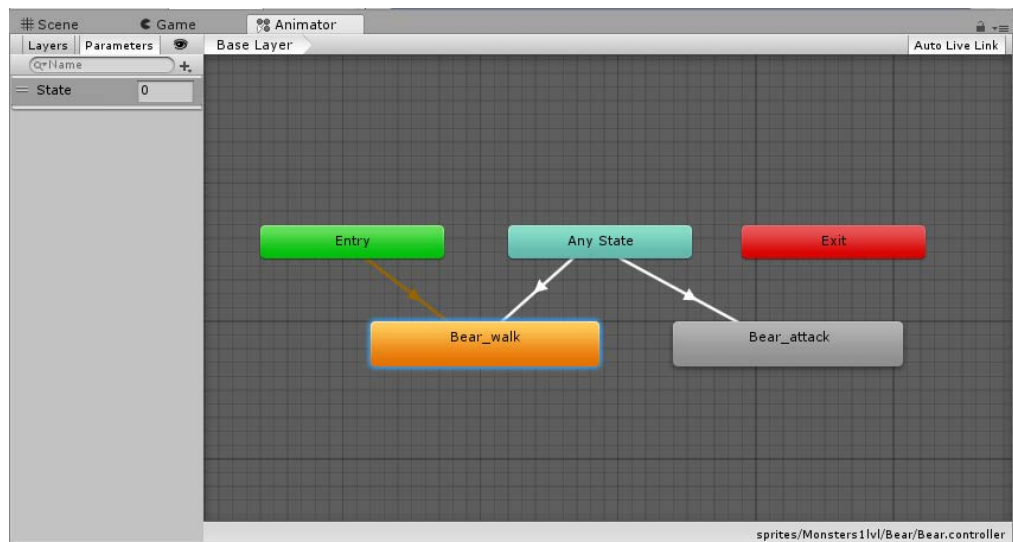 Scene Game Animator
Layers Parameters Base Layer Auto Live Link
Name
State 0
Entry Any State Exit
Bear_walk Bear_attack
sprites/Monsters1lvl/Bear/Bear.controller